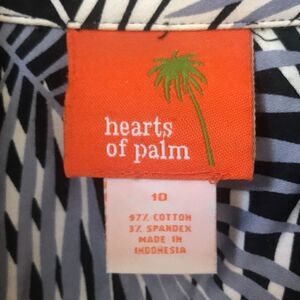 hearts
of palm
10
97% COTTON
3% SPANDEX
MADE IN
INDONESIA